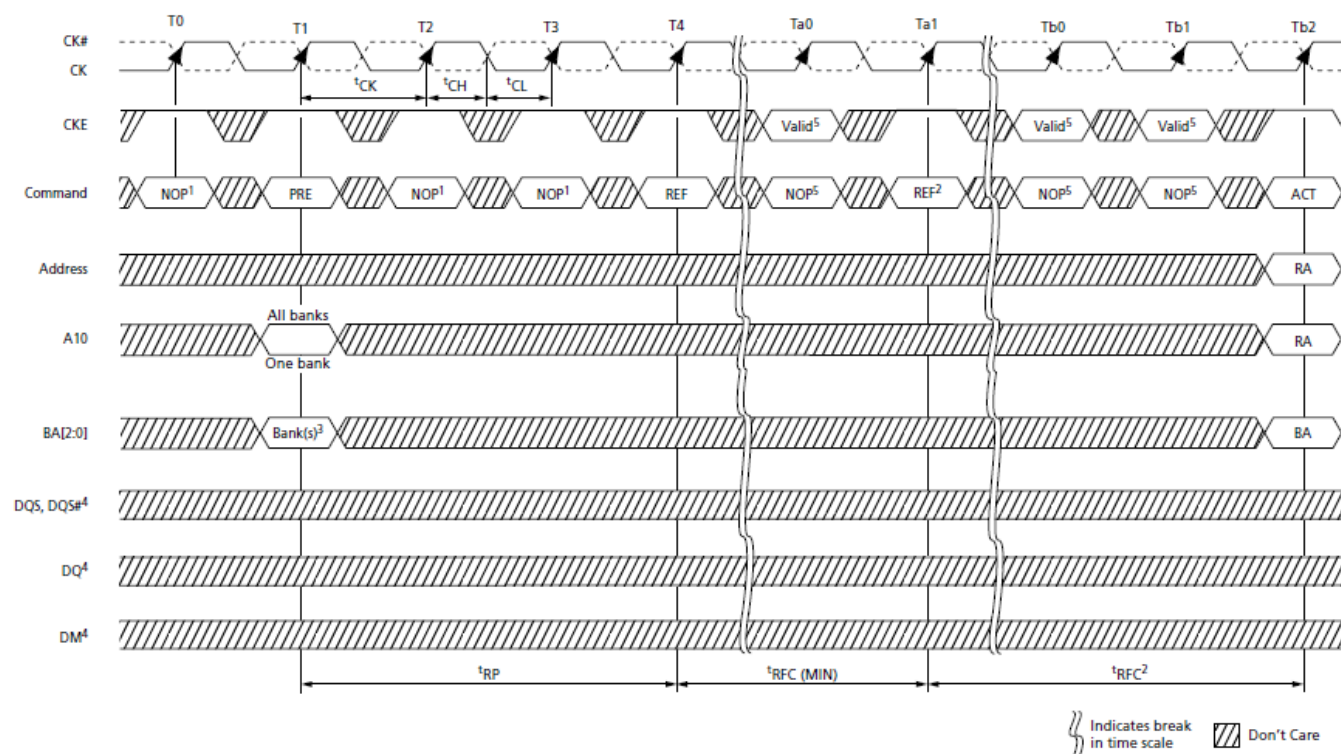 T0 T1 T2 T3 T4 Ta0 Ta1 Tb0 Tb1 Tb2
CK#
CK
tCK tCH tCL
CKE Valid5 Valid5 Valid5
Command NOP1 PRE NOP1 NOP1 REF NOP5 REF2 NOP5 NOP5 ACT
Address RA
All banks
A10 RA
One bank
BA[2:0] Bank(s)3 BA
DQS, DQS#4
DQ4
DM4
tRP tRFC (MIN) tRFC2
Indicates break
in time scale
Don't Care